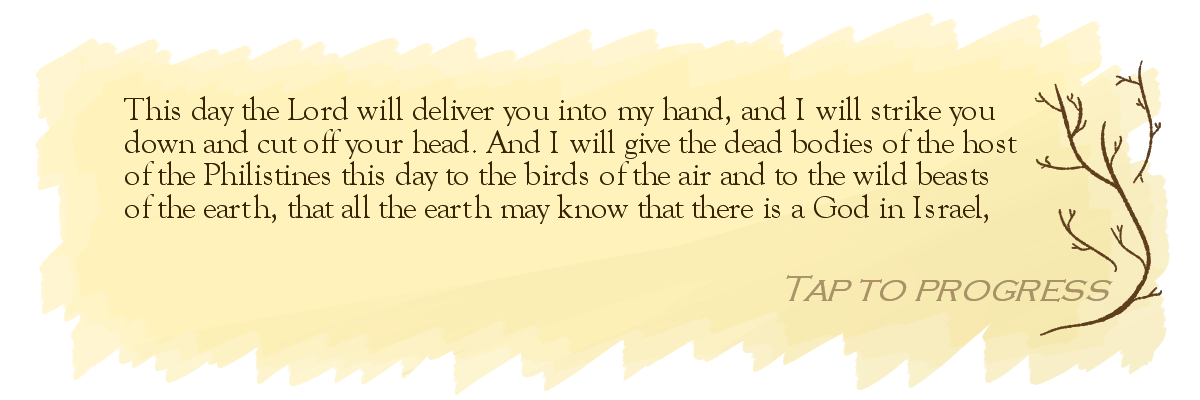 This day the Lord will deliver you into my hand, and I will strike you
down and cut off your head. And I will give the dead bodies of the host
of the Philistines this day to the birds of the air and to the wild beasts
of the earth, that all the earth may know that there is a God in Israel,
TAP TO PROGRESS